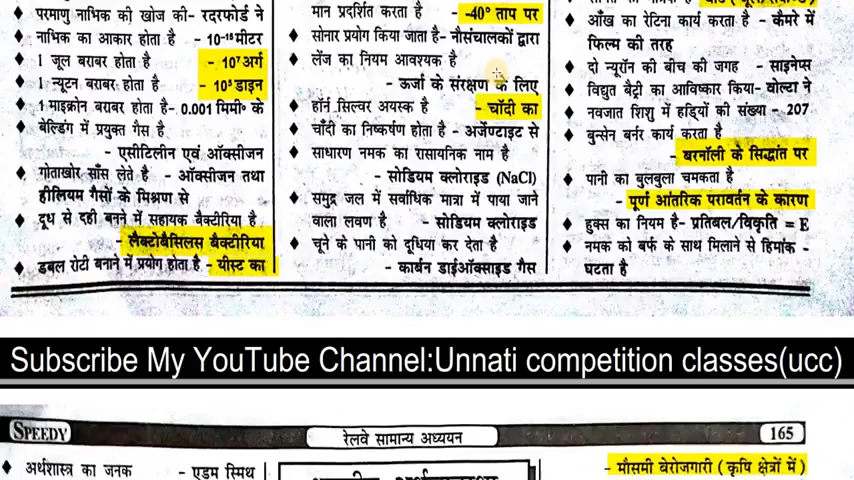 परमाणु नाभिक की खोज की- रदरफोर्ड ने
नाभिक का आकार होता है - 10⁻¹⁵ मीटर
1 जूल बराबर होता है - 10⁷ अर्ग
1 न्यूटन बराबर होता है - 10⁵ डाइन
1 माइक्रोन बराबर होता है- 0.001 मिमी० के
बेल्डिंग में प्रयुक्त गैस है
- एसीटिलीन एवं ऑक्सीजन
गोताखोर साँस लेते है - ऑक्सीजन तथा
हीलियम गैसों के मिश्रण से
दूध से दही बनने में सहायक बैक्टीरिया है
- लैक्टोबैसिलस बैक्टीरिया
डबल रोटी बनाने में प्रयोग होता है - यीस्ट का
मान प्रदर्शित करता है -40° ताप पर
सोनार प्रयोग किया जाता है- नौसंचालकों द्वारा
लेंज का नियम आवश्यक है
- ऊर्जा के संरक्षण के लिए
हॉर्न सिल्वर अयस्क है - चाँदी का
चाँदी का निष्कर्षण होता है - अर्जेण्टाइट से
साधारण नमक का रासायनिक नाम है
- सोडियम क्लोराइड (NaCl)
समुद्र जल में सर्वाधिक मात्रा में पाया जाने
वाला लवण है - सोडियम क्लोराइड
चूने के पानी को दूधिया कर देता है
- कार्बन डाईऑक्साइड गैस
आँख का रेटिना कार्य करता है - कैमरे में
फिल्म की तरह
दो न्यूरॉन की बीच की जगह - साइनेप्स
विद्युत बैट्री का आविष्कार किया- वोल्टा ने
नवजात शिशु में हड्डियों की संख्या - 207
बुन्सेन बर्नर कार्य करता है
- बरनॉली के सिद्धांत पर
पानी का बुलबुला चमकता है
- पूर्ण आंतरिक परावर्तन के कारण
हुक्स का नियम है- प्रतिबल/विकृति = E
नमक को बर्फ के साथ मिलाने से हिमांक -
घटता है
Subscribe My YouTube Channel:Unnati competition classes(ucc)
SPEEDY
रेलवे सामान्य अध्ययन
165
अर्थशास्त्र का जनक - एडम स्मिथ
- मौसमी बेरोजगारी (कृषि क्षेत्रों में)